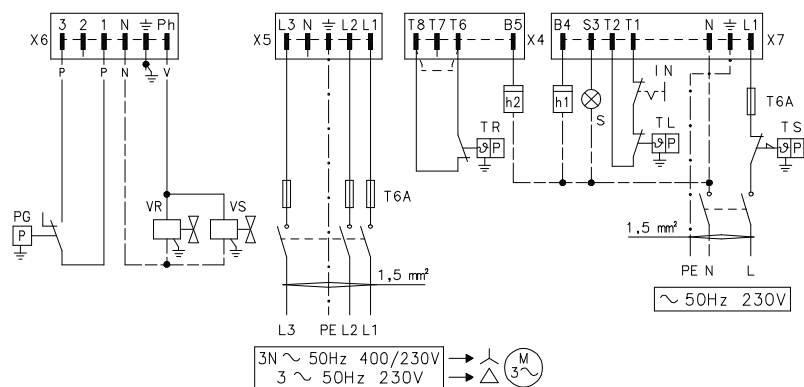 3 2 1 N Ph
X6
P P N V
L3 N L2 L1
X5
T8 T7 T6 B5
X4
B4 S3 T2 T1 N L1
X7
h2
h1
S
IN
T6A
TR
ϑ P
TL
ϑ P
TS
ϑ P
PG
P
VR
VS
T6A
1,5 mm²
1,5 mm²
L3 PE L2 L1
PE N L
∼ 50Hz 230V
3N ∼ 50Hz 400/230V
3 ∼ 50Hz 230V
M
3∼